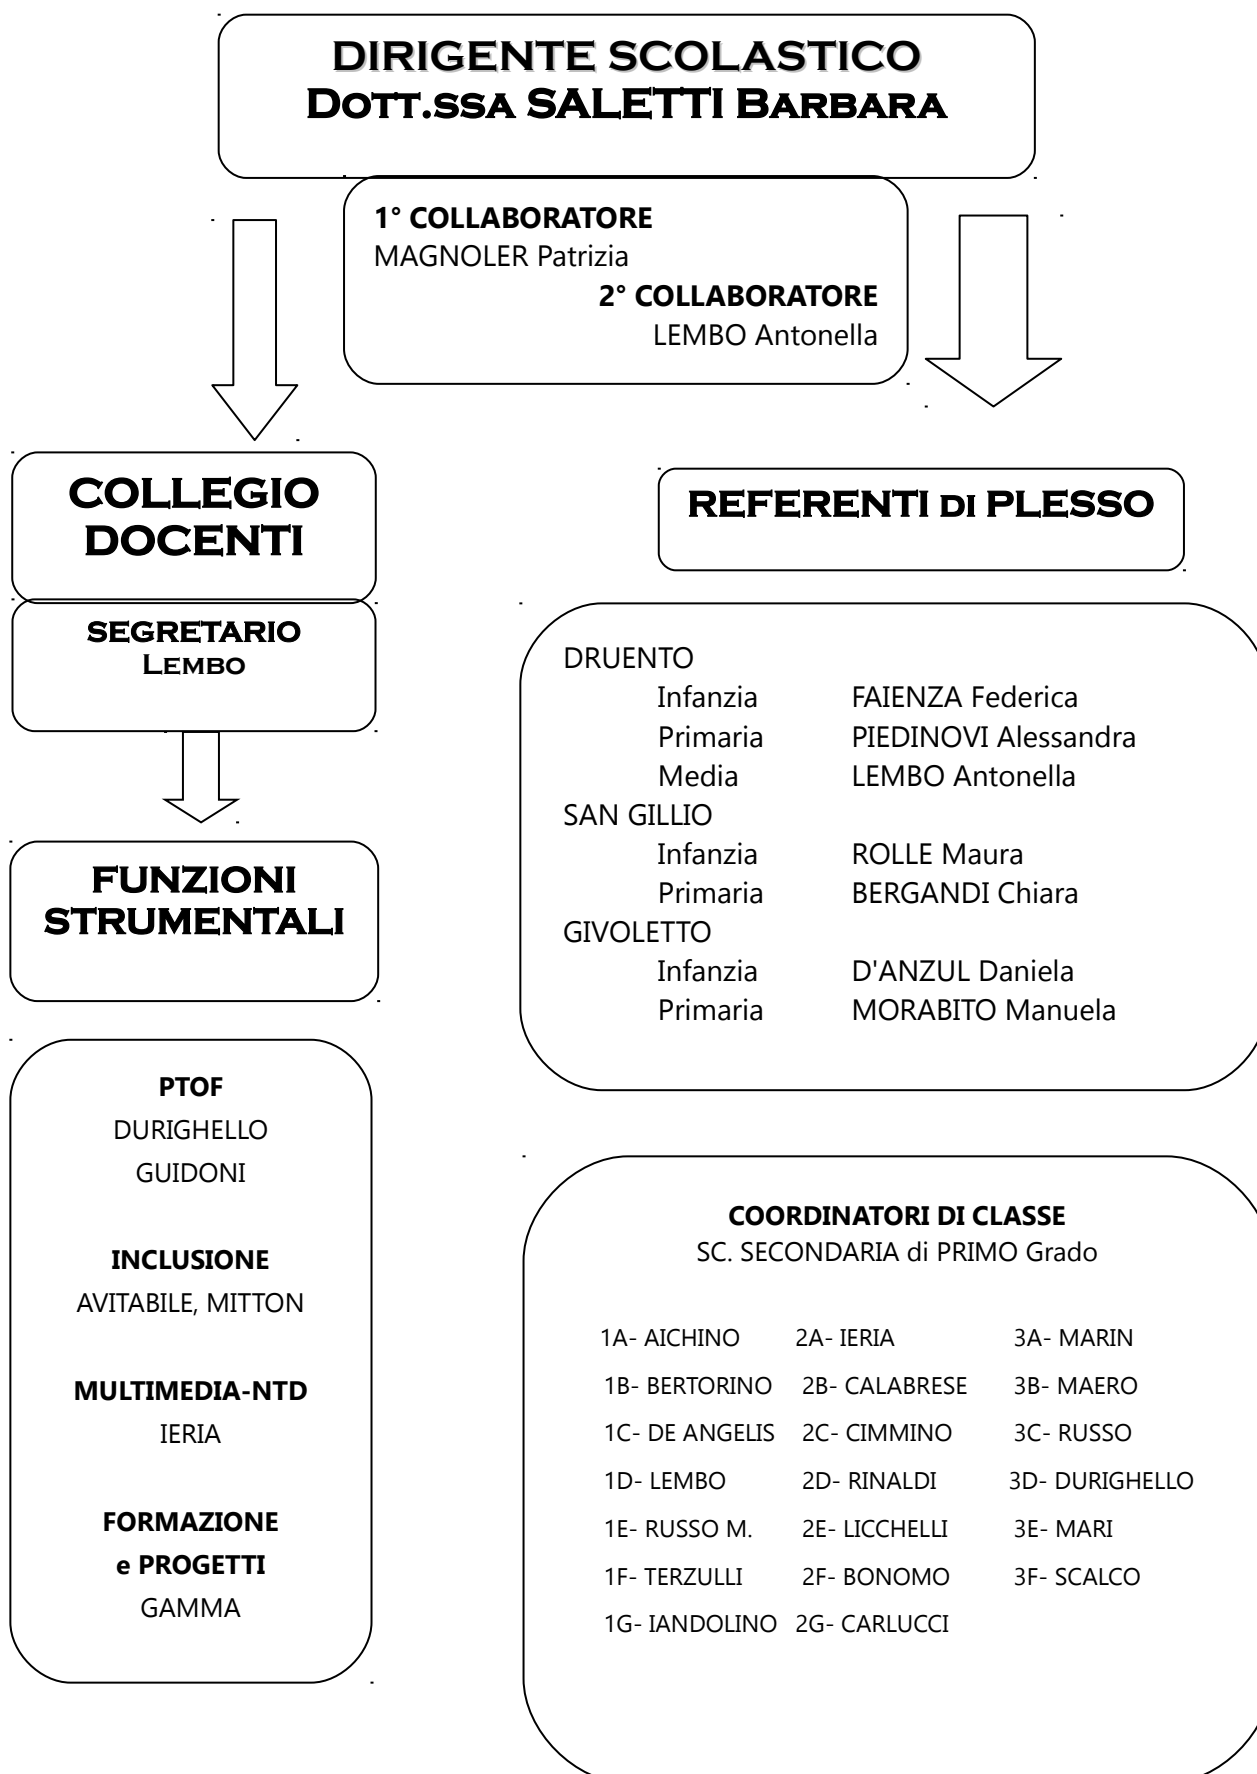 DIRIGENTE SCOLASTICO
Dott.ssa SALETTI Barbara
1° COLLABORATORE
MAGNOLER Patrizia
2° COLLABORATORE
LEMBO Antonella
COLLEGIO
DOCENTI
SEGRETARIO
Lembo
FUNZIONI
STRUMENTALI
PTOF
DURIGHELLO
GUIDONI
INCLUSIONE
AVITABILE, MITTON
MULTIMEDIA-NTD
IERIA
FORMAZIONE
e PROGETTI
GAMMA
REFERENTI DI PLESSO
DRUENTO
Infanzia FAIENZA Federica
Primaria PIEDINOVI Alessandra
Media LEMBO Antonella
SAN GILLIO
Infanzia ROLLE Maura
Primaria BERGANDI Chiara
GIVOLETTO
Infanzia D'ANZUL Daniela
Primaria MORABITO Manuela
COORDINATORI DI CLASSE
SC. SECONDARIA di PRIMO Grado
1A- AICHINO 2A- IERIA 3A- MARIN
1B- BERTORINO 2B- CALABRESE 3B- MAERO
1C- DE ANGELIS 2C- CIMMINO 3C- RUSSO
1D- LEMBO 2D- RINALDI 3D- DURIGHELLO
1E- RUSSO M. 2E- LICCHELLI 3E- MARI
1F- TERZULLI 2F- BONOMO 3F- SCALCO
1G- IANDOLINO 2G- CARLUCCI